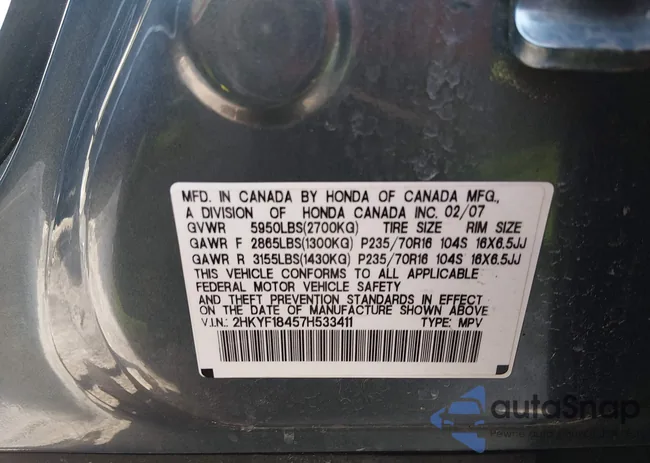 MFD. IN CANADA BY HONDA OF CANADA MFG.,
A DIVISION OF HONDA CANADA INC. 02/07
GVWR 5950LBS(2700KG) TIRE SIZE RIM SIZE
GAWR F 2865LBS(1300KG) P235/70R16 104S 16X6.5JJ
GAWR R 3155LBS(1430KG) P235/70R16 104S 16X6.5JJ
THIS VEHICLE CONFORMS TO ALL APPLICABLE
FEDERAL MOTOR VEHICLE SAFETY
AND THEFT PREVENTION STANDARDS IN EFFECT
ON THE DATE OF MANUFACTURE SHOWN ABOVE
V.I.N.: 2HKYF18457H533411 TYPE: MPV
autoSnap